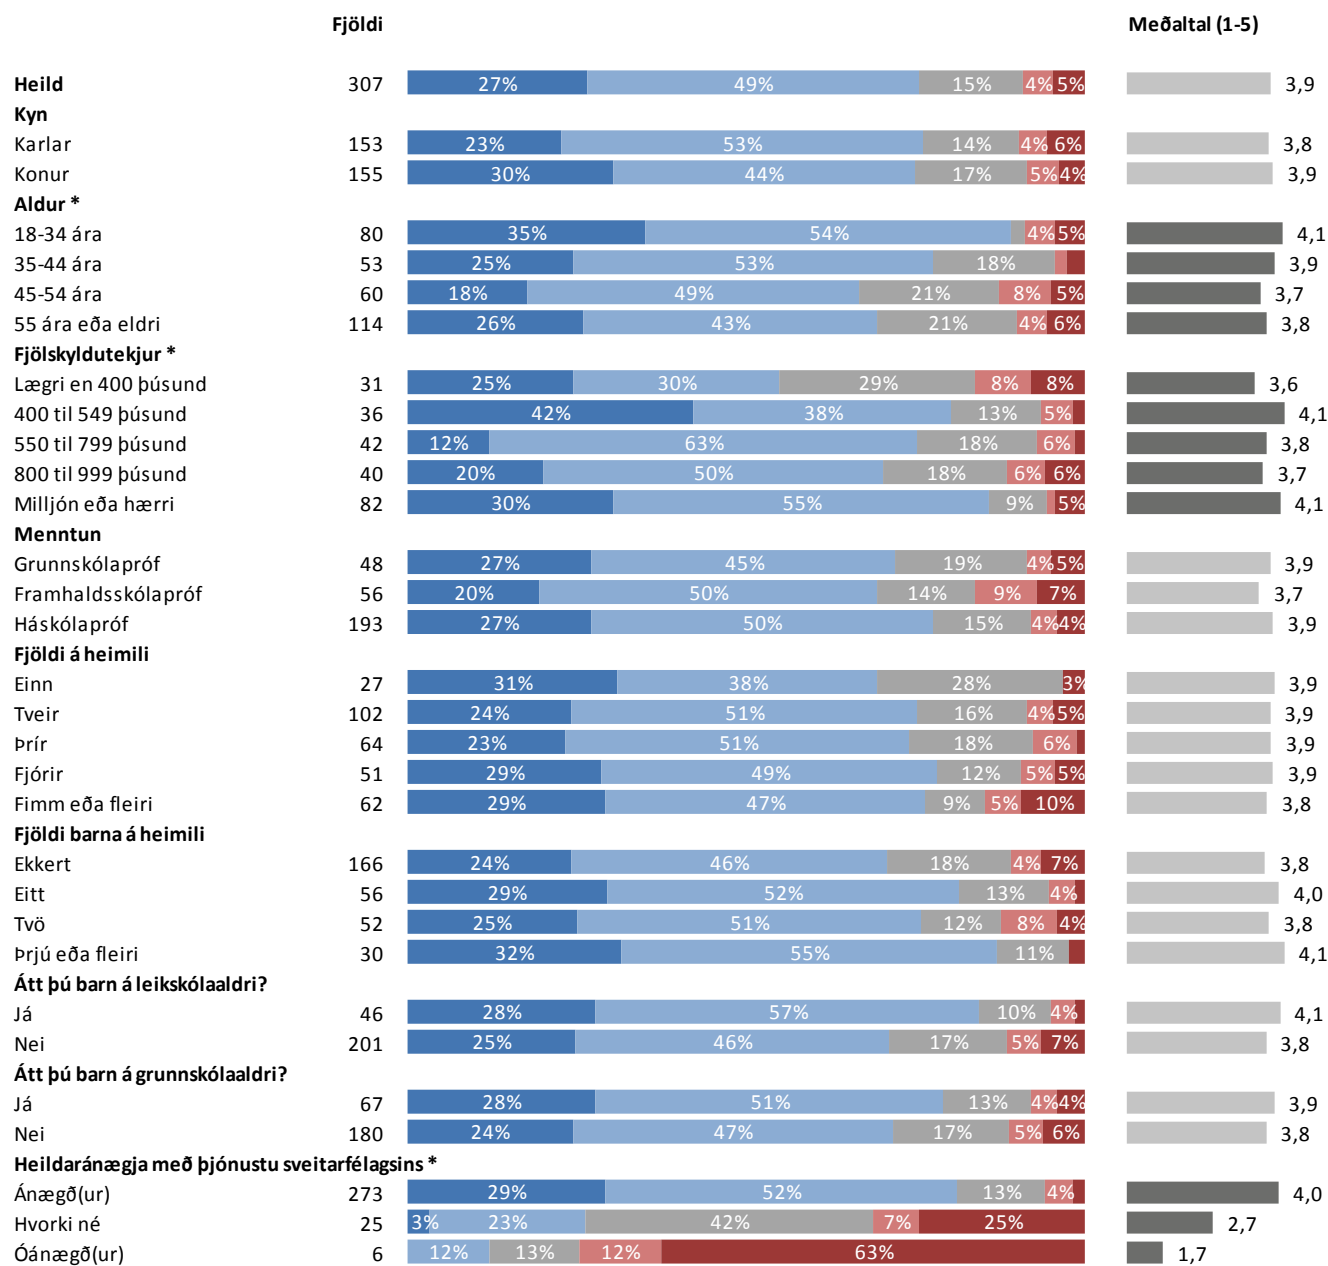 Fjöldi Meðaltal (1-5)
Heild 307 27% 49% 15% 4% 5% 3,9
Kyn
Karlar 153 23% 53% 14% 4% 6% 3,8
Konur 155 30% 44% 17% 5% 4% 3,9
Aldur *
18-34 ára 80 35% 54% 4% 5% 4,1
35-44 ára 53 25% 53% 18% 3,9
45-54 ára 60 18% 49% 21% 8% 5% 3,7
55 ára eða eldri 114 26% 43% 21% 4% 6% 3,8
Fjölskyldutekjur *
Lægri en 400 þúsund 31 25% 30% 29% 8% 8% 3,6
400 til 549 þúsund 36 42% 38% 13% 5% 4,1
550 til 799 þúsund 42 12% 63% 18% 6% 3,8
800 til 999 þúsund 40 20% 50% 18% 6% 6% 3,7
Milljón eða hærri 82 30% 55% 9% 5% 4,1
Menntun
Grunnskólapróf 48 27% 45% 19% 4% 5% 3,9
Framhaldsskólapróf 56 20% 50% 14% 9% 7% 3,7
Háskólapróf 193 27% 50% 15% 4% 4% 3,9
Fjöldi á heimili
Einn 27 31% 38% 28% 3% 3,9
Tveir 102 24% 51% 16% 4% 5% 3,9
Þrír 64 23% 51% 18% 6% 3,9
Fjórir 51 29% 49% 12% 5% 5% 3,9
Fimm eða fleiri 62 29% 47% 9% 5% 10% 3,8
Fjöldi barna á heimili
Ekkert 166 24% 46% 18% 4% 7% 3,8
Eitt 56 29% 52% 13% 4% 4,0
Tvö 52 25% 51% 12% 8% 4% 3,8
Þrjú eða fleiri 30 32% 55% 11% 4,1
Átt þú barn á leikskólaaldri?
Já 46 28% 57% 10% 4% 4,1
Nei 201 25% 46% 17% 5% 7% 3,8
Átt þú barn á grunnskólaaldri?
Já 67 28% 51% 13% 4% 4% 3,9
Nei 180 24% 47% 17% 5% 6% 3,8
Heildaránægja með þjónustu sveitarfélagsins *
Ánægð(ur) 273 29% 52% 13% 4% 4,0
Hvorki né 25 3% 23% 42% 7% 25% 2,7
Óánægð(ur) 6 12% 13% 12% 63% 1,7